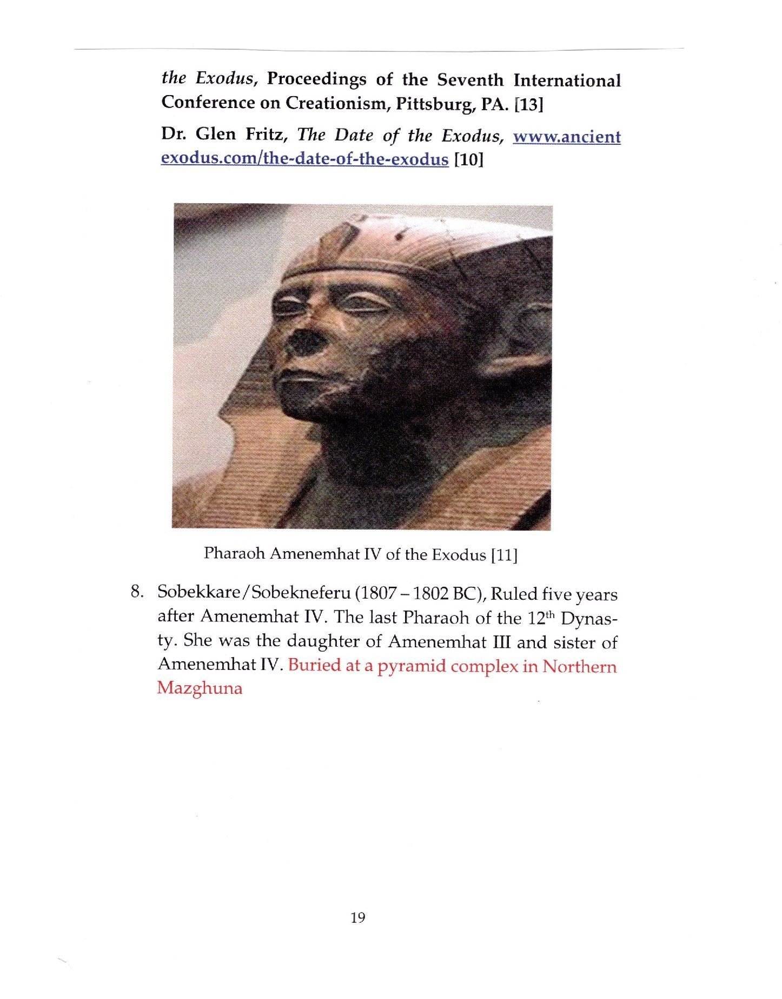 the Exodus, Proceedings of the Seventh International
Conference on Creationism, Pittsburg, PA. [13]
Dr. Glen Fritz, The Date of the Exodus, www.ancient
exodus.com/the-date-of-the-exodus [10]
Pharaoh Amenemhat IV of the Exodus [11]
8. Sobekkare/Sobekneferu (1807 – 1802 BC), Ruled five years
after Amenemhat IV. The last Pharaoh of the 12th Dynas-
ty. She was the daughter of Amenemhat III and sister of
Amenemhat IV. Buried at a pyramid complex in Northern
Mazghuna
19